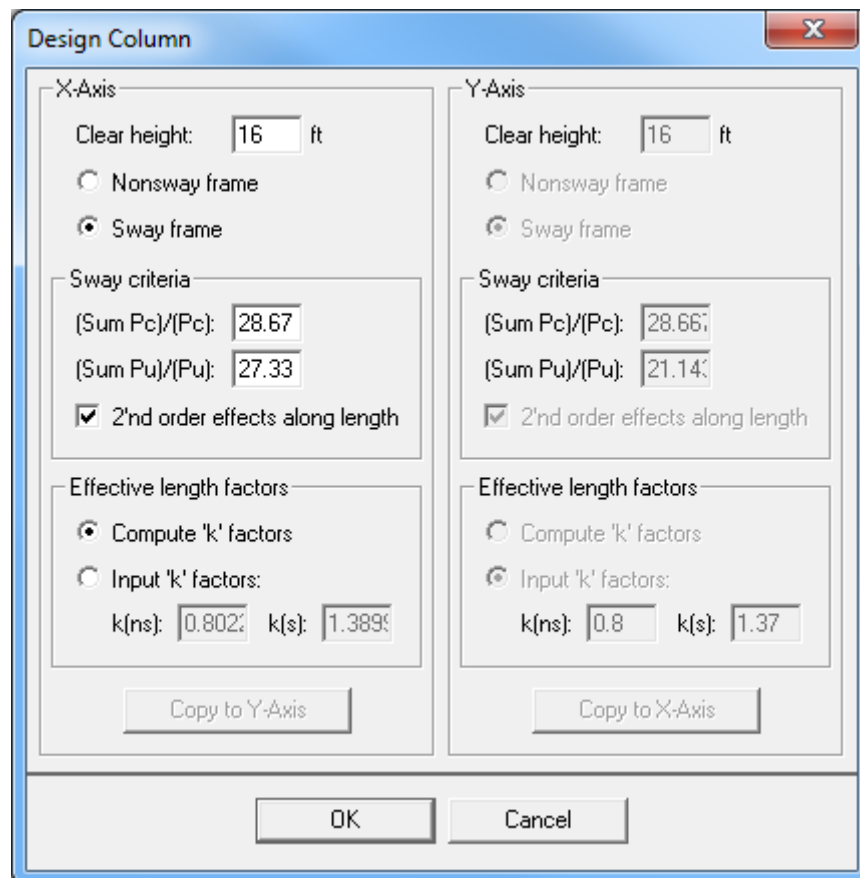 Design Column
X-Axis
Clear height: 16 ft
Nonsway frame
Sway frame
Sway criteria
(Sum Pc)/(Pc): 28.67
(Sum Pu)/(Pu): 27.33
2'nd order effects along length
Effective length factors
Compute 'k' factors
Input 'k' factors:
k(ns): 0.802 k(s): 1.389
Copy to Y-Axis
Y-Axis
Clear height: 16 ft
Nonsway frame
Sway frame
Sway criteria
(Sum Pc)/(Pc): 28.66
(Sum Pu)/(Pu): 21.14
2'nd order effects along length
Effective length factors
Compute 'k' factors
Input 'k' factors:
k(ns): 0.8 k(s): 1.37
Copy to X-Axis
OK
Cancel